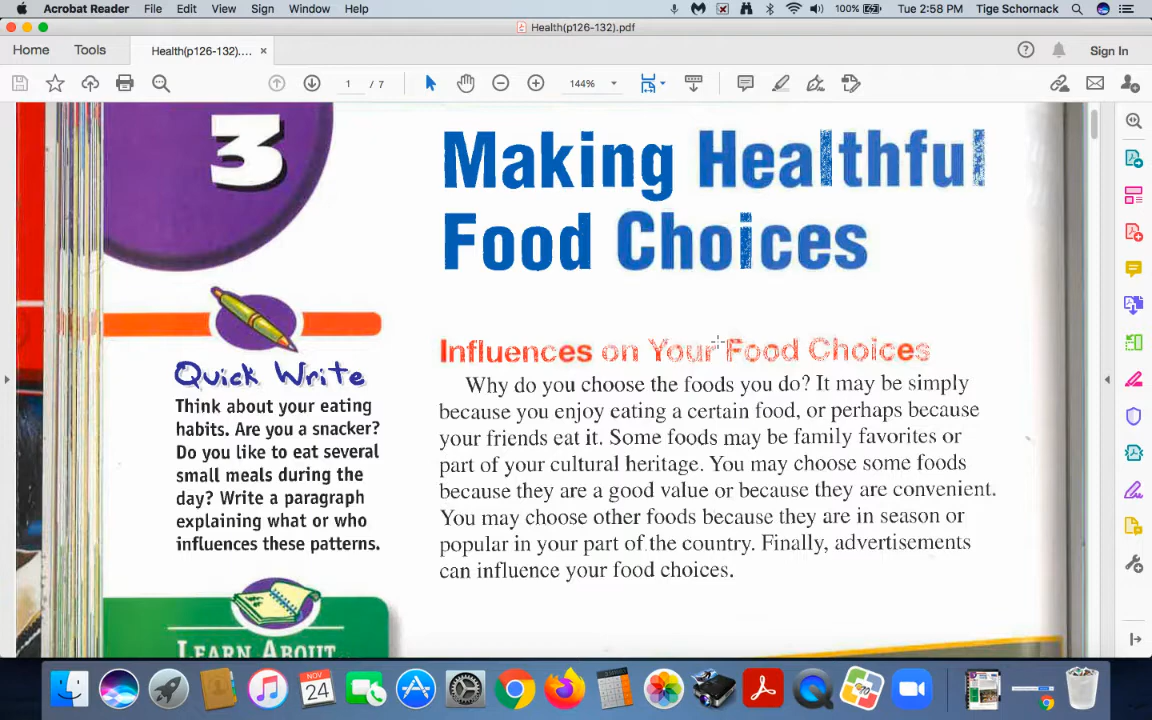 Acrobat Reader File Edit View Sign Window Help 100% Tue 2:58 PM Tige Schornack
Health(p126-132).pdf
Home Tools Health(p126-132).... × Sign In
1 / 7 144%
3
Making Healthful
Food Choices
Quick Write
Think about your eating
habits. Are you a snacker?
Do you like to eat several
small meals during the
day? Write a paragraph
explaining what or who
influences these patterns.
LEARN ABOUT
Influences on Your Food Choices
Why do you choose the foods you do? It may be simply
because you enjoy eating a certain food, or perhaps because
your friends eat it. Some foods may be family favorites or
part of your cultural heritage. You may choose some foods
because they are a good value or because they are convenient.
You may choose other foods because they are in season or
popular in your part of the country. Finally, advertisements
can influence your food choices.
NOV
24